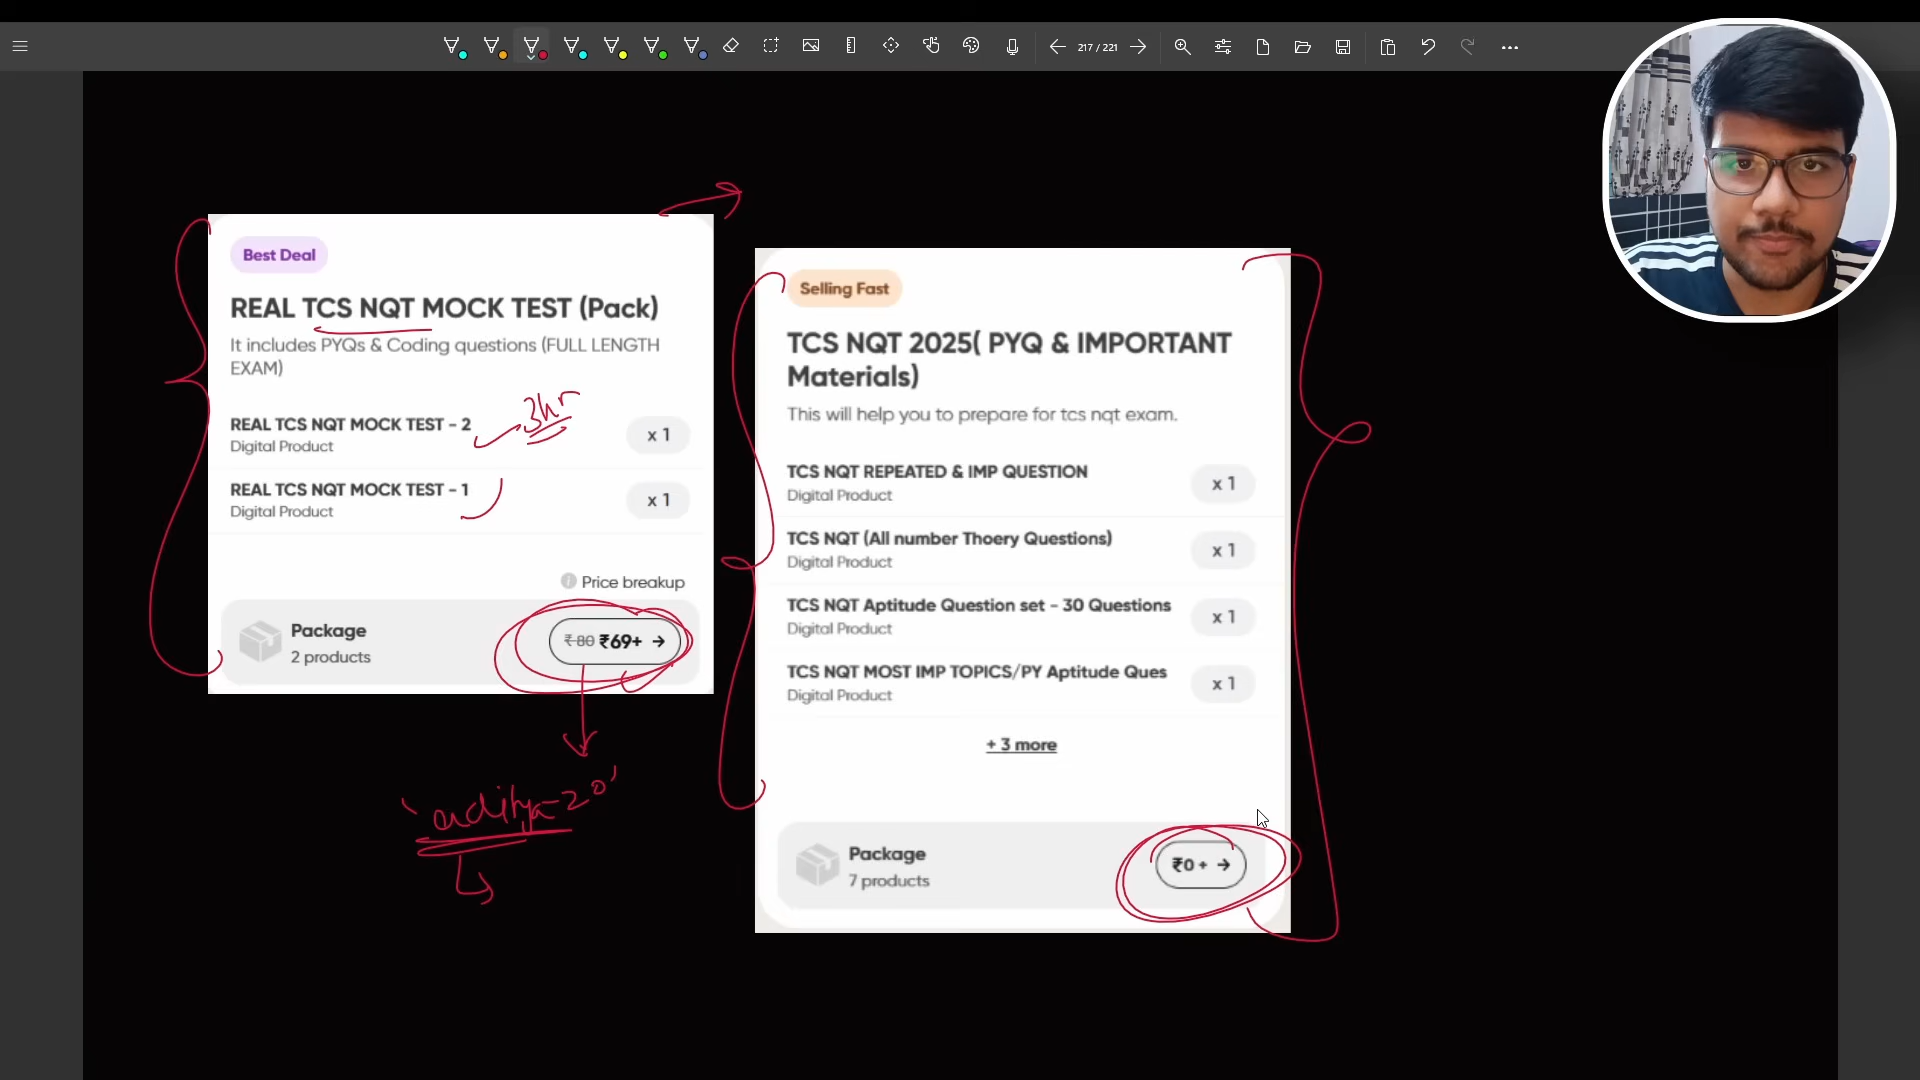 217 / 221
Best Deal
REAL TCS NQT MOCK TEST (Pack)
It includes PYQs & Coding questions (FULL LENGTH
EXAM)
REAL TCS NQT MOCK TEST - 2
Digital Product
x 1
3hr
REAL TCS NQT MOCK TEST - 1
Digital Product
x 1
Price breakup
Package
2 products
₹ 80 ₹69+ →
'aditya-20'
Selling Fast
TCS NQT 2025( PYQ & IMPORTANT
Materials)
This will help you to prepare for tcs nqt exam.
TCS NQT REPEATED & IMP QUESTION
Digital Product
x 1
TCS NQT (All number Thoery Questions)
Digital Product
x 1
TCS NQT Aptitude Question set - 30 Questions
Digital Product
x 1
TCS NQT MOST IMP TOPICS/PY Aptitude Ques
Digital Product
x 1
+ 3 more
Package
7 products
₹0 + →